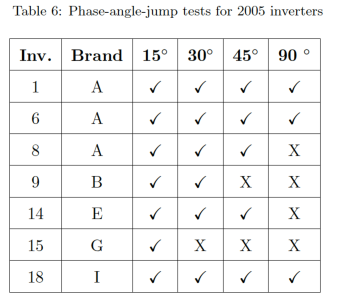 Table 6: Phase-angle-jump tests for 2005 inverters
Inv. Brand 15° 30° 45° 90 °
1 A ✓ ✓ ✓ ✓
6 A ✓ ✓ ✓ ✓
8 A ✓ ✓ ✓ X
9 B ✓ ✓ X X
14 E ✓ ✓ ✓ X
15 G ✓ X X X
18 I ✓ ✓ ✓ ✓